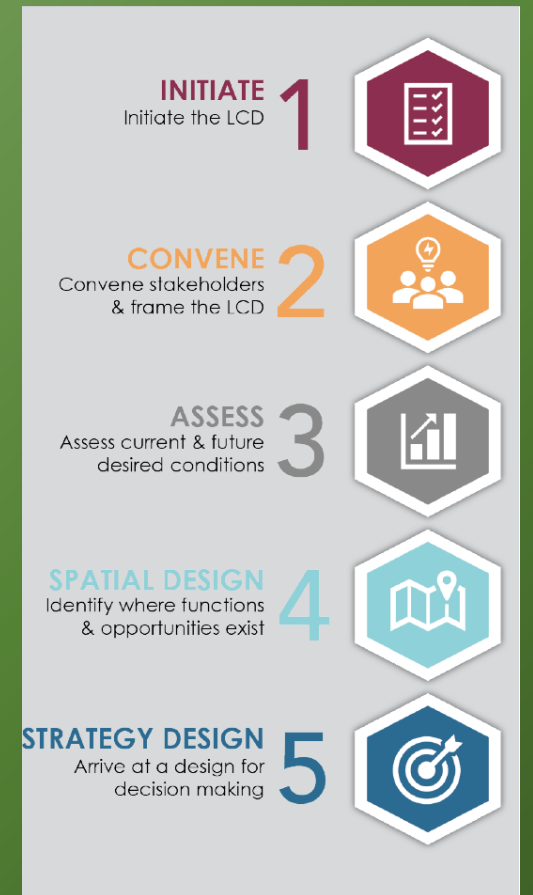 INITIATE
Initiate the LCD
1
CONVENE
Convene stakeholders
& frame the LCD
2
ASSESS
Assess current & future
desired conditions
3
SPATIAL DESIGN
Identify where functions
& opportunities exist
4
STRATEGY DESIGN
Arrive at a design for
decision making
5